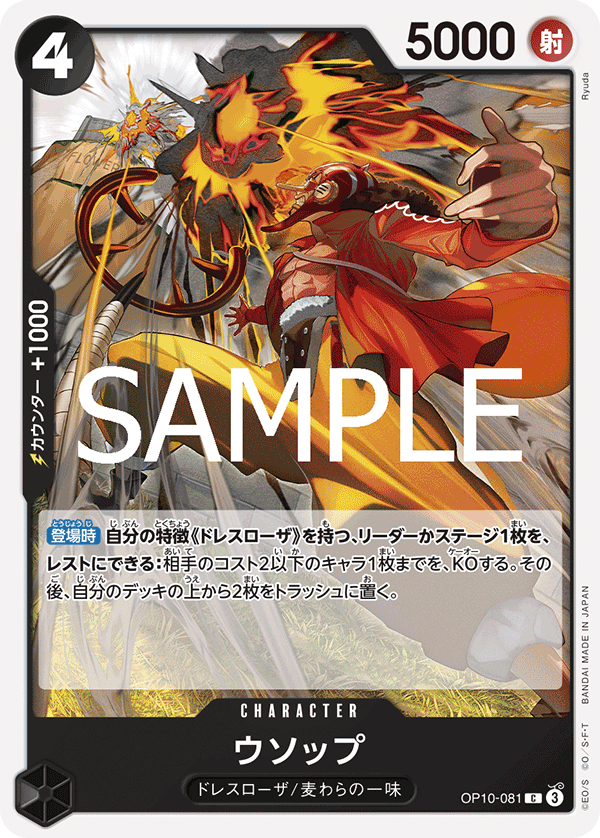 4
5000
射
Ryuda
FLOWER
カウンター +1000
SAMPLE
登場時 自分の特徴《ドレスローザ》を持つ、リーダーかステージ1枚を、
レストにできる：相手のコスト2以下のキャラ1枚までを、KOする。その
後、自分のデッキの上から2枚をトラッシュに置く。
CHARACTER
ウソップ
ドレスローザ/麦わらの一味
OP10-081 C 3
©E.O/S ©O/S・F・T BANDAI MADE IN JAPAN